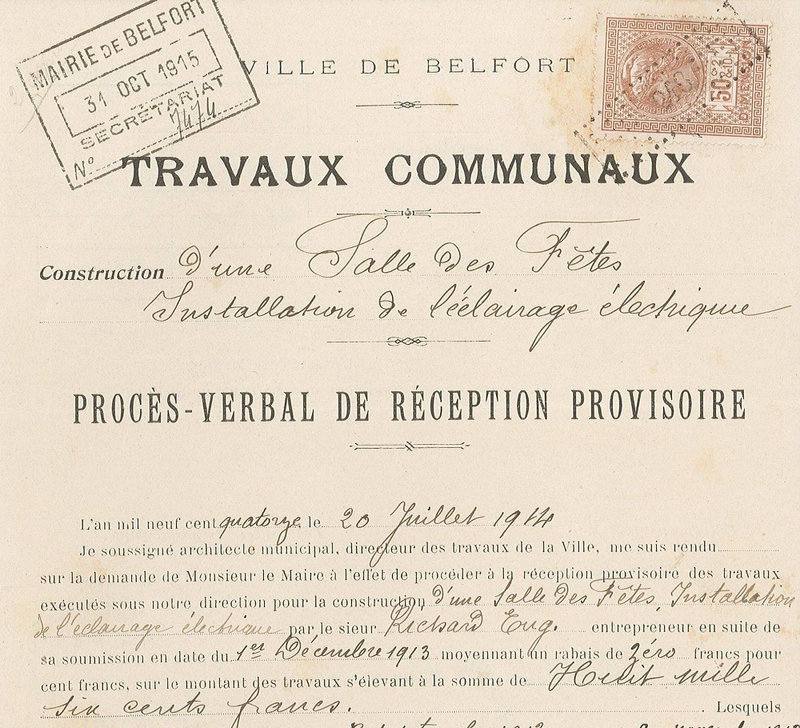 MAIRIE DE BELFORT
31 OCT 1915
SECRÉTARIAT
N° 7474
VILLE DE BELFORT
50c
DIMENSION
TRAVAUX COMMUNAUX
Construction d'une Salle des Fêtes
Installation de l'éclairage électrique
PROCÈS-VERBAL DE RÉCEPTION PROVISOIRE
L'an mil neuf cent quatorze le 20 Juillet 1914
Je soussigné architecte municipal, directeur des travaux de la Ville, me suis rendu
sur la demande de Monsieur le Maire à l'effet de procéder à la réception provisoire des travaux
exécutés sous notre direction pour la construction d'une Salle des Fêtes, Installation
de l'éclairage électrique par le sieur Richard Eug. entrepreneur en suite de
sa soumission en date du 1er Décembre 1913 moyennant un rabais de Zéro francs pour
cent francs, sur le montant des travaux s'élevant à la somme de Huit mille
six cents francs. Lesquels